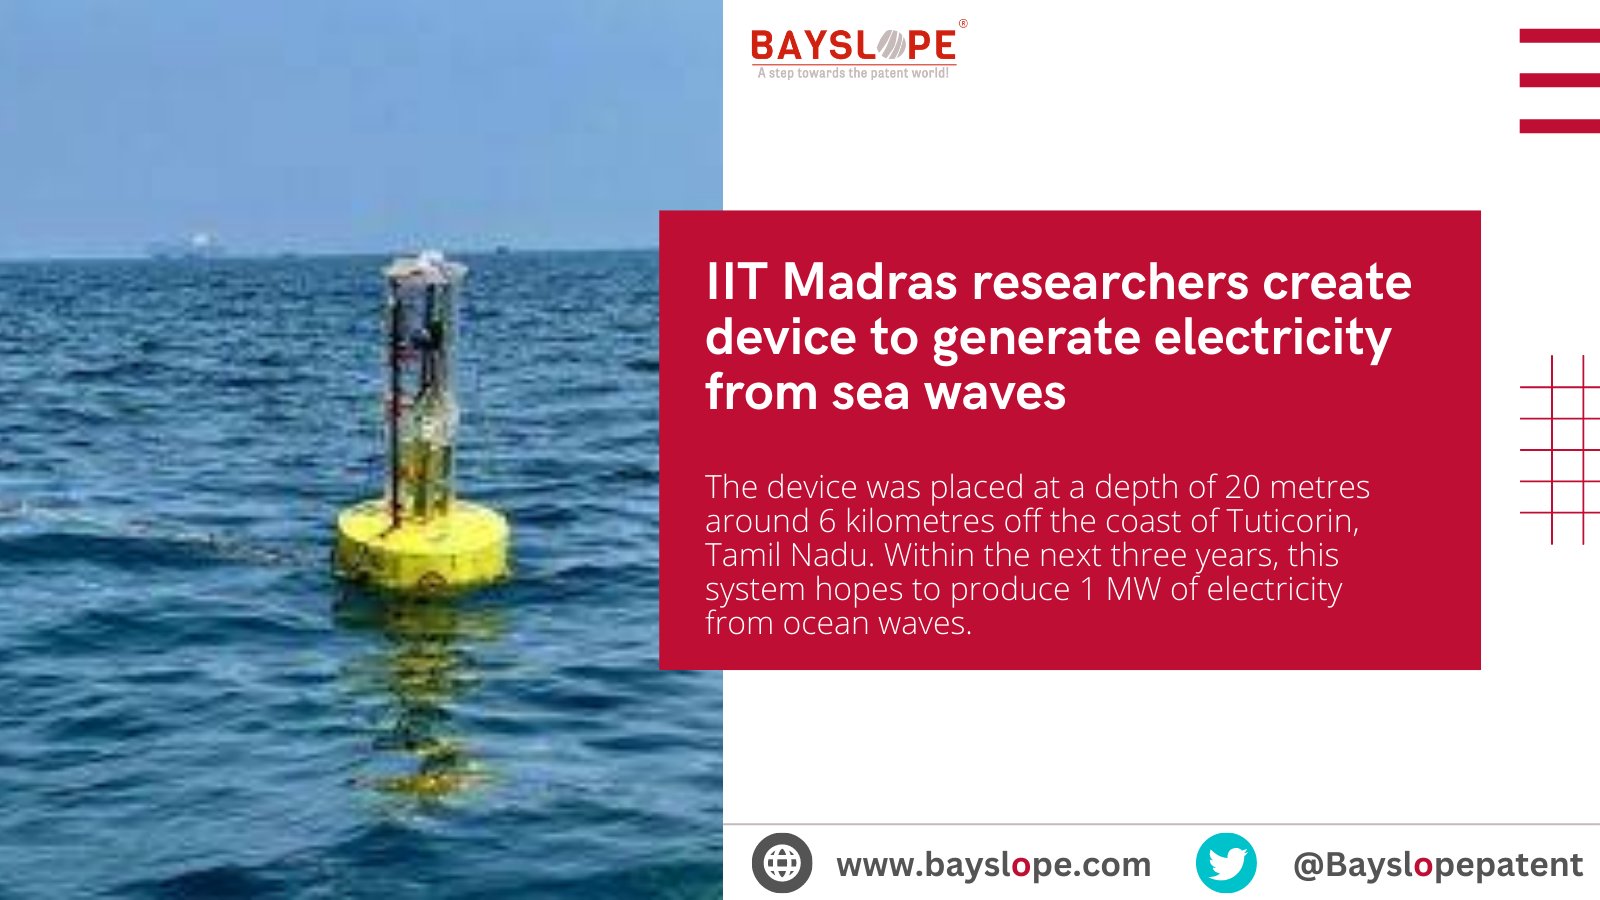 BAYSLOPE®
A step towards the patent world!
IIT Madras researchers create
device to generate electricity
from sea waves
The device was placed at a depth of 20 metres
around 6 kilometres off the coast of Tuticorin,
Tamil Nadu. Within the next three years, this
system hopes to produce 1 MW of electricity
from ocean waves.
www.bayslope.com
@Bayslopepatent